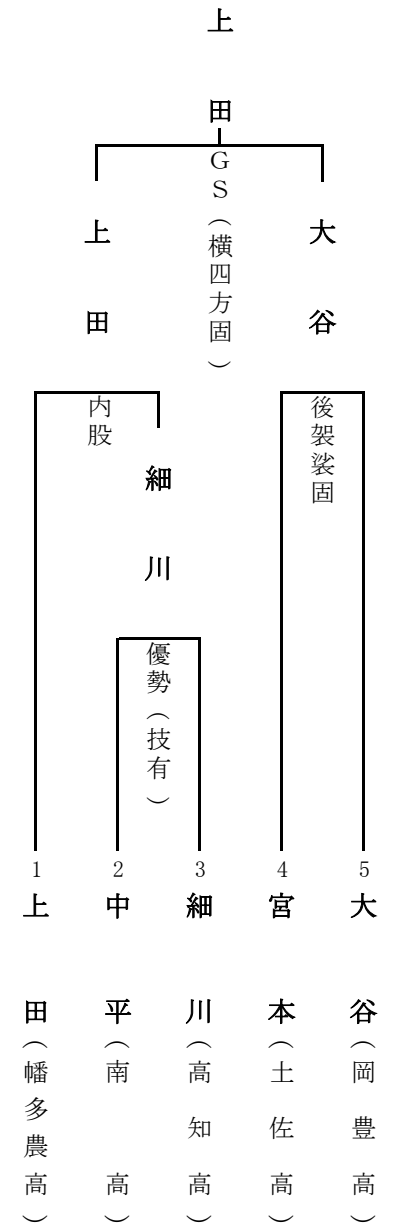 上田
GS(横四方固)
上田
大谷
内股
後袈裟固
細川
優勢(技有)
1
上田(幡多農高)
2
中平(南高)
3
細川(高知高)
4
宮本(土佐高)
5
大谷(岡豊高)